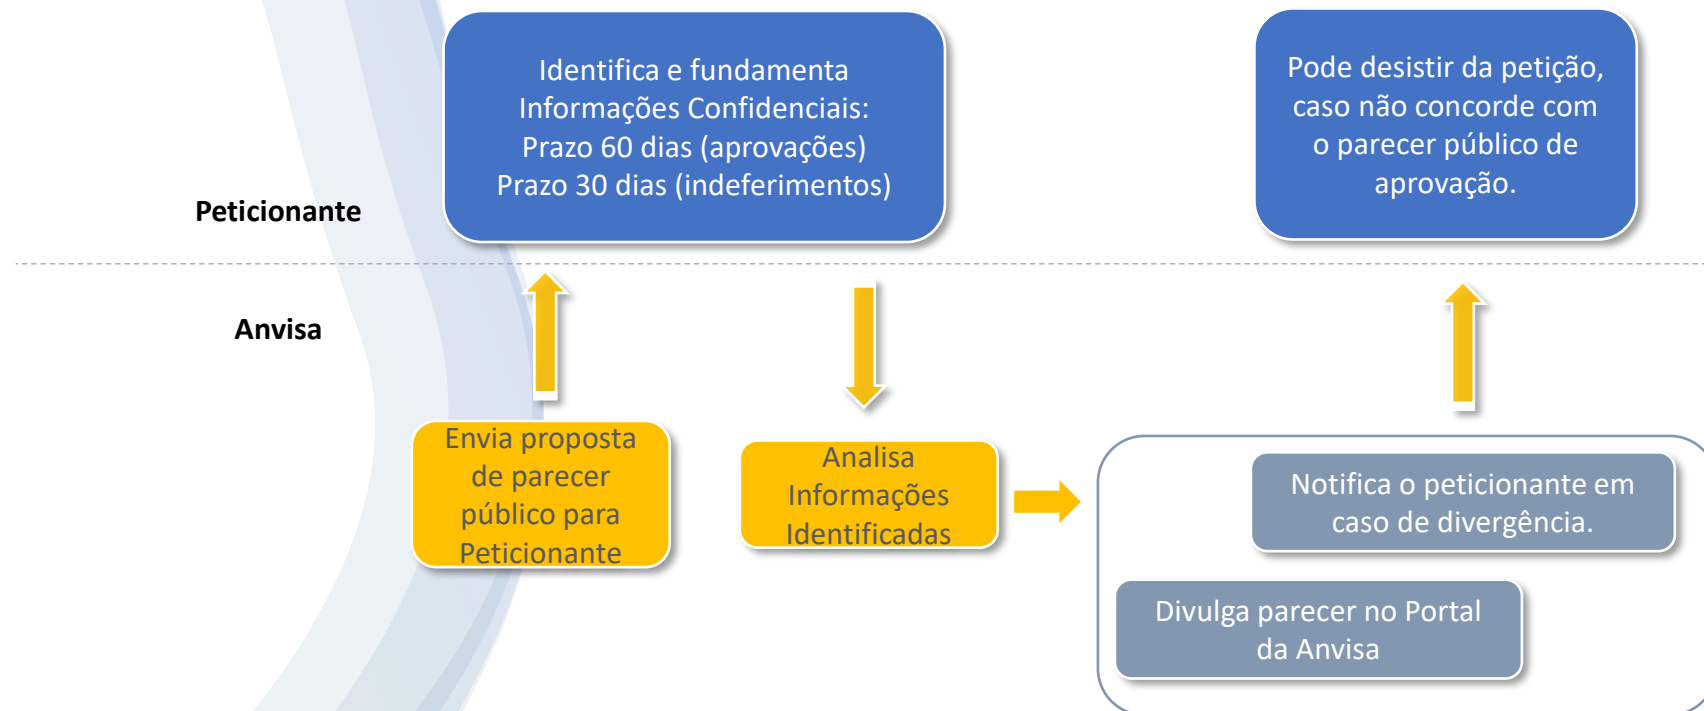 Identifica e fundamenta
Informações Confidenciais:
Prazo 60 dias (aprovações)
Prazo 30 dias (indeferimentos)
Pode desistir da petição,
caso não concorde com
o parecer público de
aprovação.
Peticionante
Anvisa
Envia proposta
de parecer
público para
Peticionante
Analisa
Informações
Identificadas
Notifica o peticionante em
caso de divergência.
Divulga parecer no Portal
da Anvisa